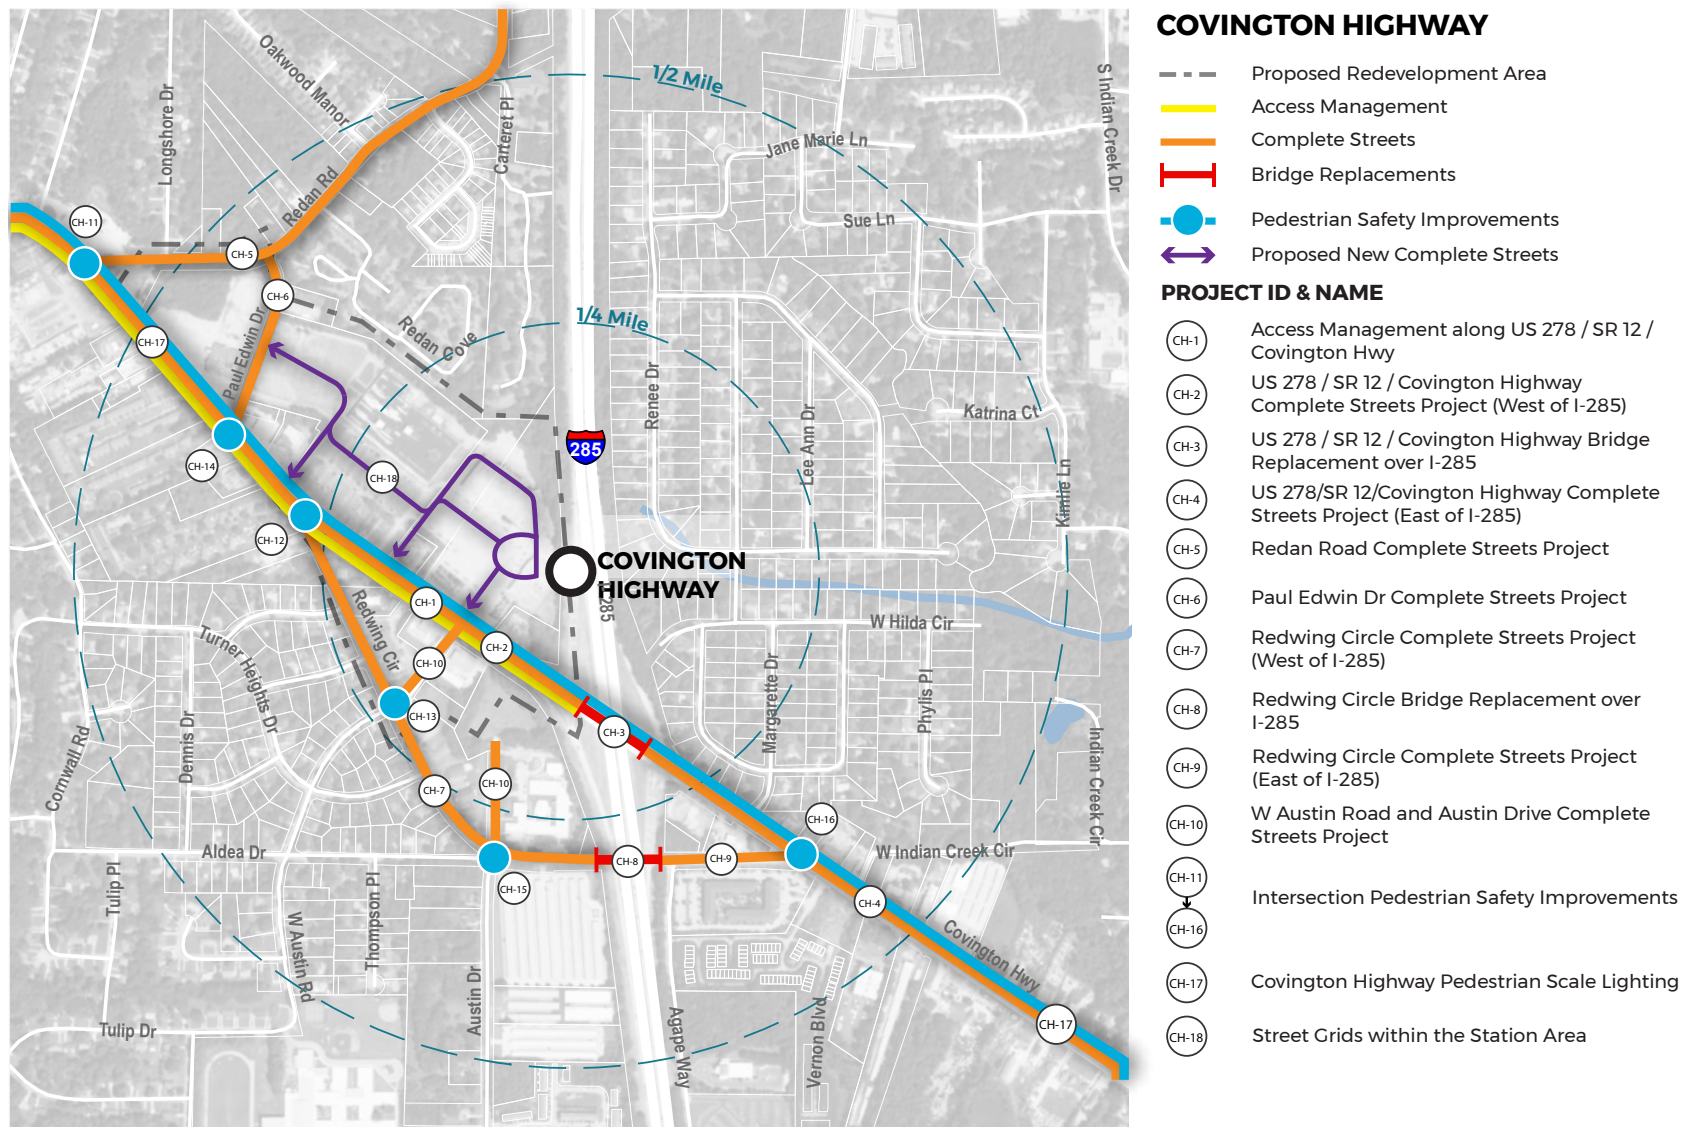 COVINGTON HIGHWAY
Proposed Redevelopment Area
Access Management
Complete Streets
Bridge Replacements
Pedestrian Safety Improvements
Proposed New Complete Streets
PROJECT ID & NAME
CH-1
Access Management along US 278 / SR 12 /
Covington Hwy
CH-2
US 278 / SR 12 / Covington Highway
Complete Streets Project (West of I-285)
CH-3
US 278 / SR 12 / Covington Highway Bridge
Replacement over I-285
CH-4
US 278/SR 12/Covington Highway Complete
Streets Project (East of I-285)
CH-5
Redan Road Complete Streets Project
CH-6
Paul Edwin Dr Complete Streets Project
CH-7
Redwing Circle Complete Streets Project
(West of I-285)
CH-8
Redwing Circle Bridge Replacement over
I-285
CH-9
Redwing Circle Complete Streets Project
(East of I-285)
CH-10
W Austin Road and Austin Drive Complete
Streets Project
CH-11
CH-16
Intersection Pedestrian Safety Improvements
CH-17
Covington Highway Pedestrian Scale Lighting
CH-18
Street Grids within the Station Area
1/2 Mile
1/4 Mile
Oakwood Manor
Longshore Dr
Carteret Pl
S Indian Creek Dr
Jane Marie Ln
Sue Ln
Redan Rd
CH-11
CH-5
CH-6
CH-17
Paul Edwin Dr
Redan Cove
Renee Dr
Lee Ann Dr
Katrina Ct
Kimlie Ln
285
CH-14
CH-18
CH-12
COVINGTON
HIGHWAY
I-285
CH-1
CH-2
CH-10
CH-13
CH-3
Redwing Cir
Turner Heights Dr
Dennis Dr
Cornwall Rd
W Hilda Cir
Margarette Dr
Phylis Pl
Indian Creek Cir
CH-7
CH-10
CH-16
Aldea Dr
CH-8
CH-9
W Indian Creek Cir
CH-15
CH-4
Tulip Pl
Thompson Pl
W Austin Rd
Austin Dr
Agape Way
Vernon Blvd
Covington Hwy
CH-17
Tulip Dr